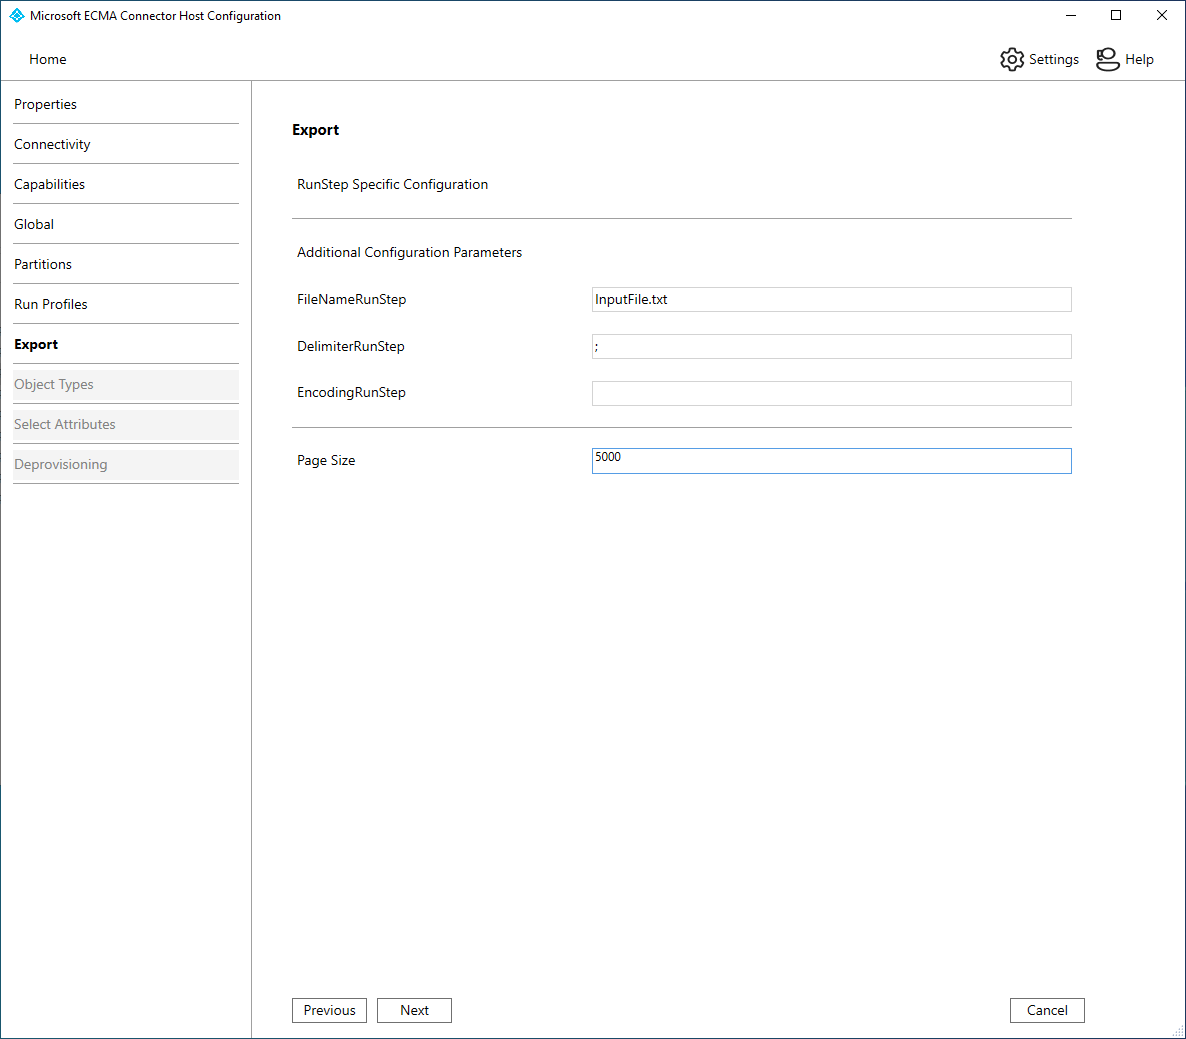 Microsoft ECMA Connector Host Configuration
Home
Settings
Help
Properties
Connectivity
Capabilities
Global
Partitions
Run Profiles
Export
Object Types
Select Attributes
Deprovisioning
Export
RunStep Specific Configuration
Additional Configuration Parameters
FileNameRunStep InputFile.txt
DelimiterRunStep ;
EncodingRunStep
Page Size 5000
Previous Next Cancel